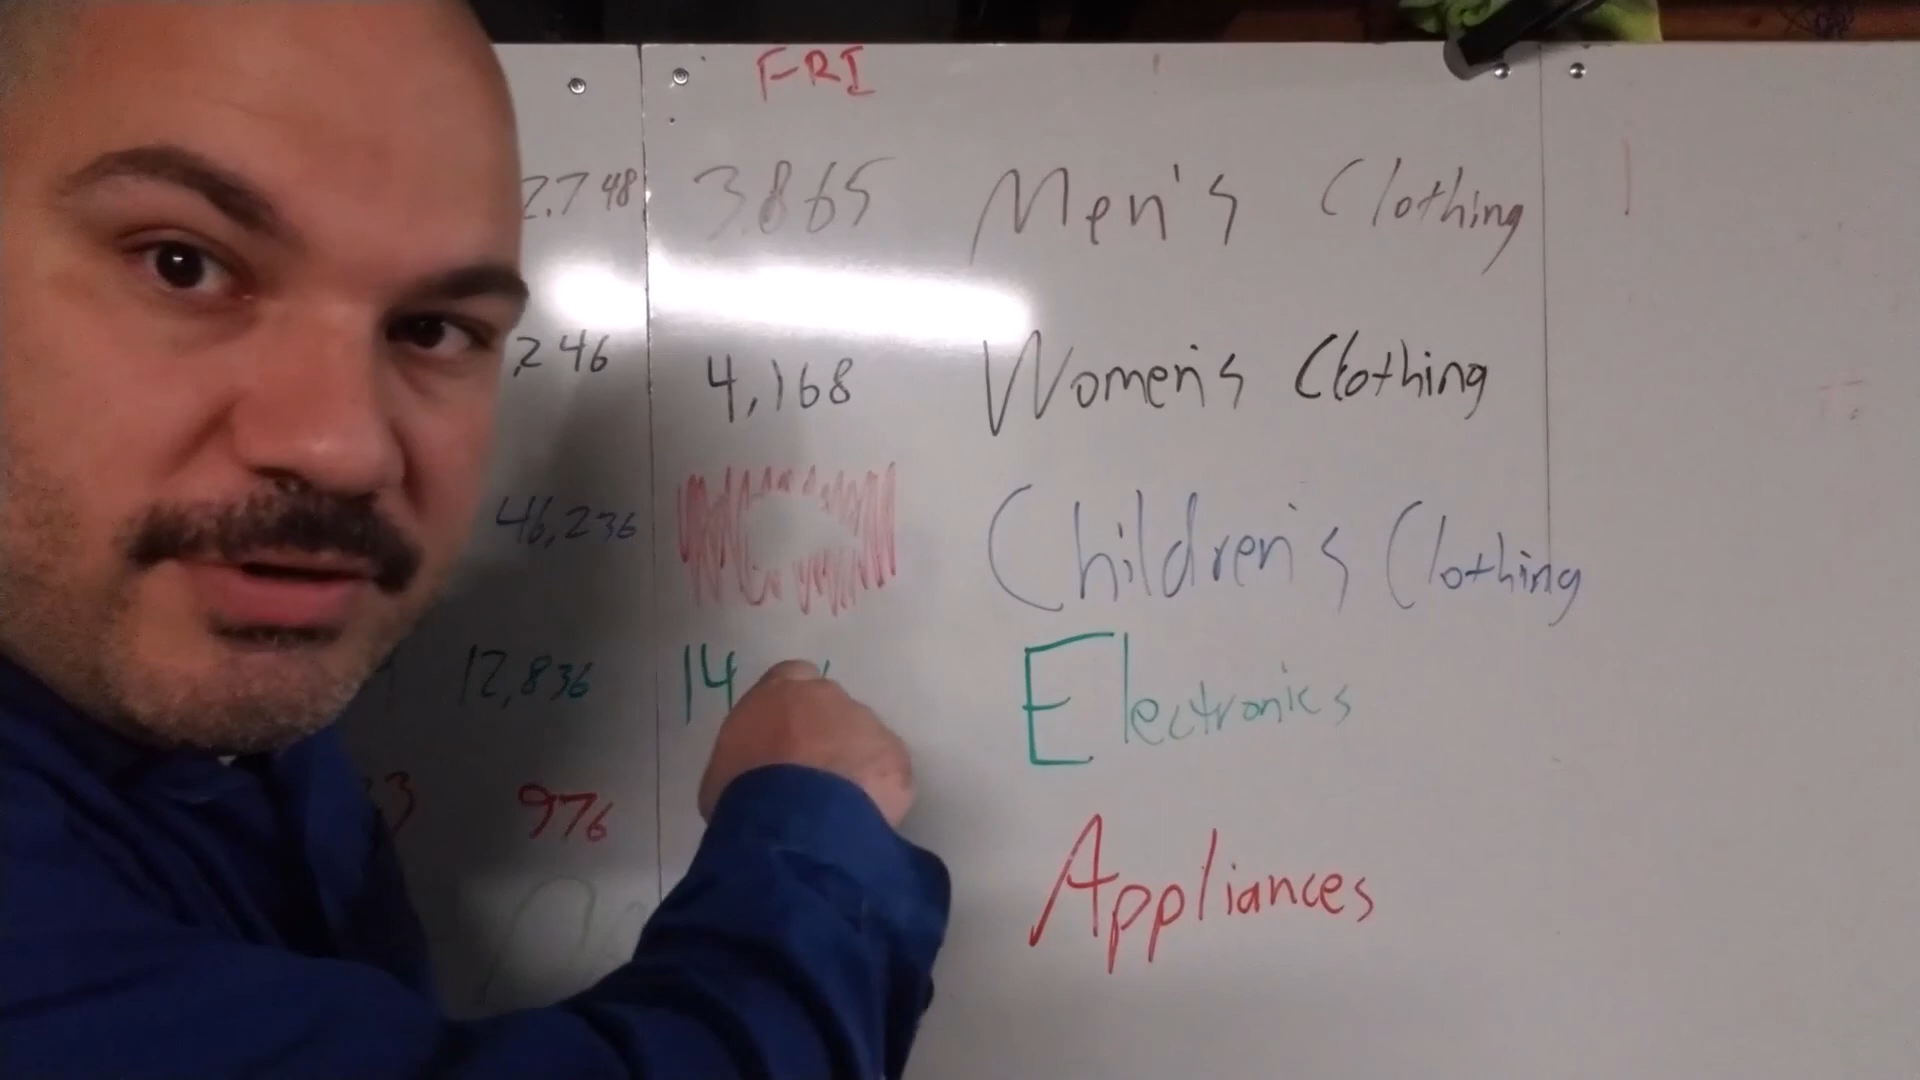 FRI
2,748 3,865 Men's Clothing
,246 4,168 Women's Clothing
46,236 Children's Clothing
12,836 14 Electronics
3 976 Appliances